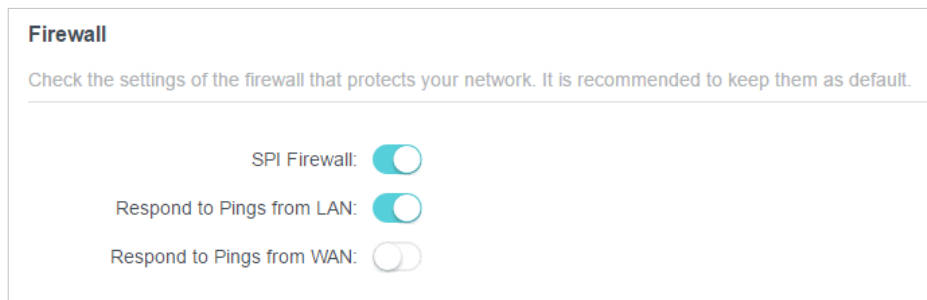 Firewall
Check the settings of the firewall that protects your network. It is recommended to keep them as default.
SPI Firewall:
Respond to Pings from LAN:
Respond to Pings from WAN: